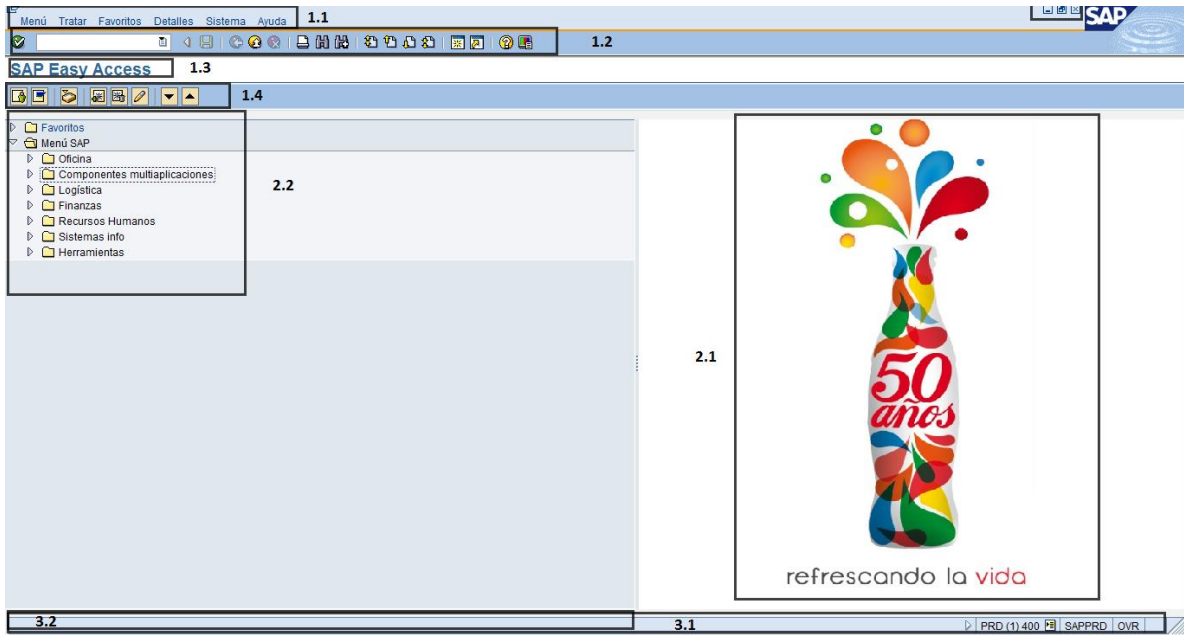 Menú Tratar Favoritos Detalles Sistema Ayuda 1.1
SAP
1.2
SAP Easy Access 1.3
1.4
Favoritos
Menú SAP
Oficina
Componentes multiaplicaciones
Logística
Finanzas
Recursos Humanos
Sistemas info
Herramientas
2.2
2.1
50
años
refrescando la vida
3.2
3.1
PRD (1) 400 SAPPRD OVR